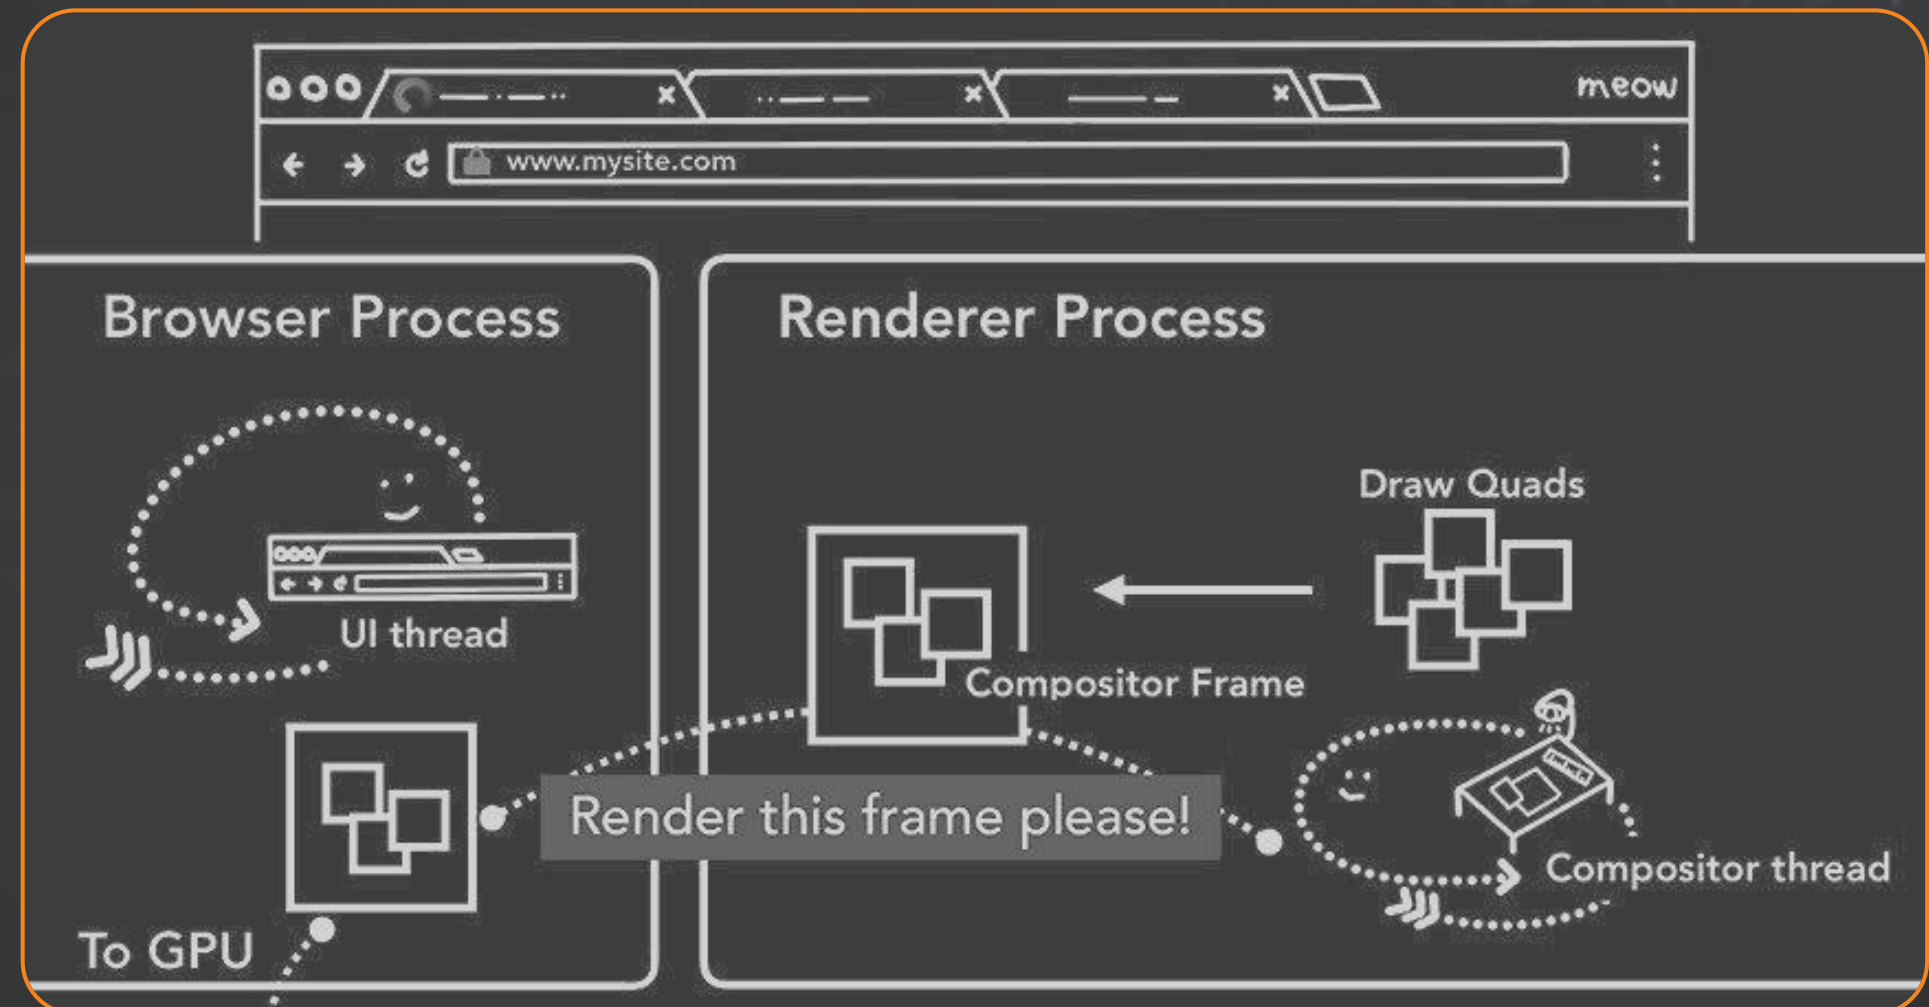 meow
www.mysite.com
Browser Process
Renderer Process
Draw Quads
UI thread
Compositor Frame
Render this frame please!
Compositor thread
To GPU